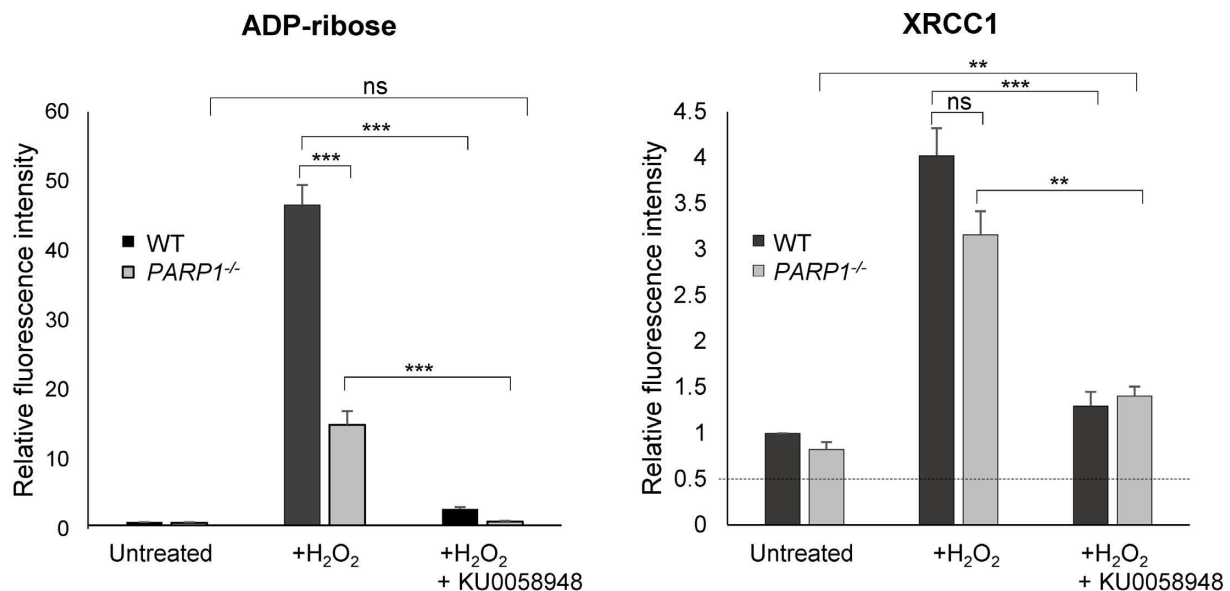 ADP-ribose
ns
***
***
***
60
50
40
30
20
10
0
Relative fluorescence intensity
WT
PARP1-/-
Untreated
+H2O2
+H2O2
+ KU0058948
XRCC1
**
***
ns
**
4.5
4
3.5
3
2.5
2
1.5
1
0.5
0
Relative fluorescence intensity
WT
PARP1-/-
Untreated
+H2O2
+H2O2
+ KU0058948